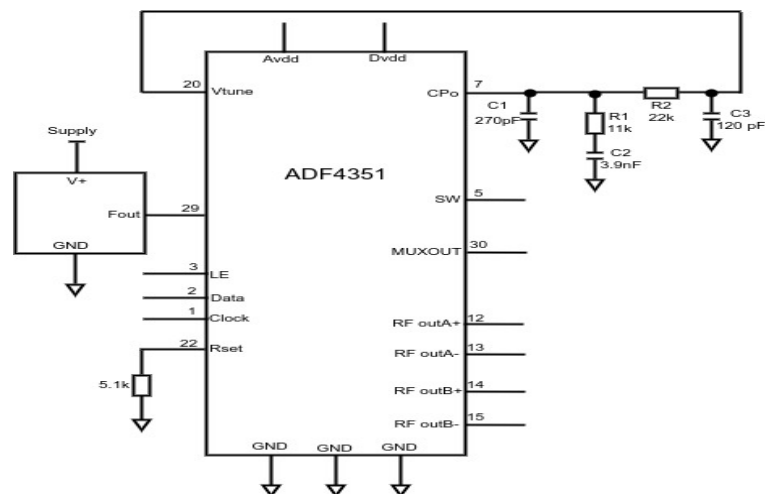 Avdd
Dvdd
20
Vtune
CPo
7
C1
270pF
R1
11k
R2
22k
C3
120 pF
C2
3.9nF
Supply
V+
Fout
GND
29
ADF4351
SW
5
MUXOUT
30
3
LE
2
Data
1
Clock
22
Rset
5.1k
RF outA+
12
RF outA-
13
RF outB+
14
RF outB-
15
GND
GND
GND